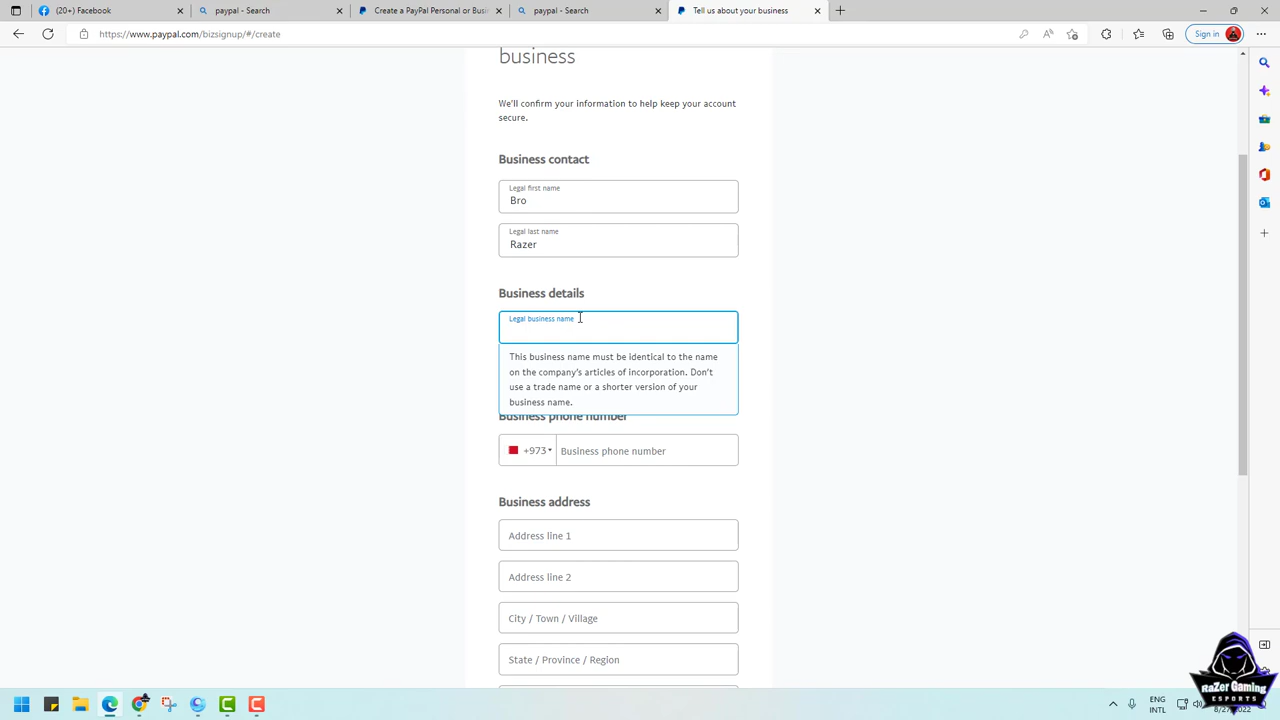 (20+) Facebook
paypal - Search
Create a PayPal Personal or Busin
paypal - Search
Tell us about your business
https://www.paypal.com/bizsignup/#/create
Sign in
business
We'll confirm your information to help keep your account
secure.
Business contact
Legal first name
Bro
Legal last name
Razer
Business details
Legal business name
This business name must be identical to the name
on the company's articles of incorporation. Don't
use a trade name or a shorter version of your
business name.
Business phone number
+973
Business phone number
Business address
Address line 1
Address line 2
City / Town / Village
State / Province / Region
RaZer Gaming
ESPORTS
ENG
INTL
8/27/2022